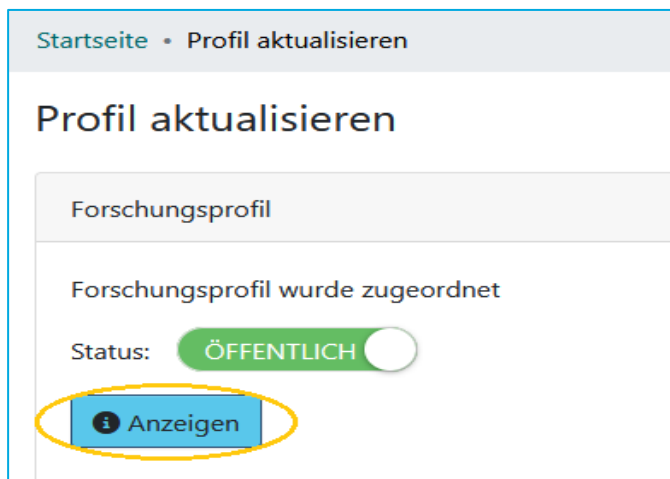 Startseite • Profil aktualisieren
Profil aktualisieren
Forschungsprofil
Forschungsprofil wurde zugeordnet
Status: ÖFFENTLICH
Anzeigen